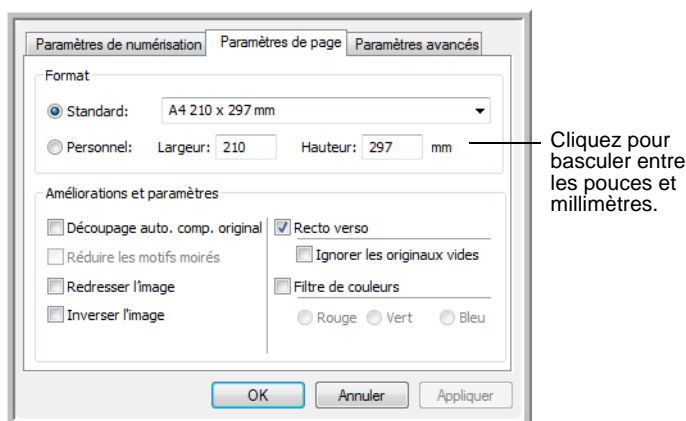 Paramètres de numérisation Paramètres de page Paramètres avancés
Format
Standard: A4 210 x 297 mm
Personnel: Largeur: 210 Hauteur: 297 mm
Cliquez pour
basculer entre
les pouces et
millimètres.
Améliorations et paramètres
Découpage auto. comp. original
Recto verso
Réduire les motifs moirés
Ignorer les originaux vides
Redresser l'image
Filtre de couleurs
Inverser l'image
Rouge Vert Bleu
OK Annuler Appliquer